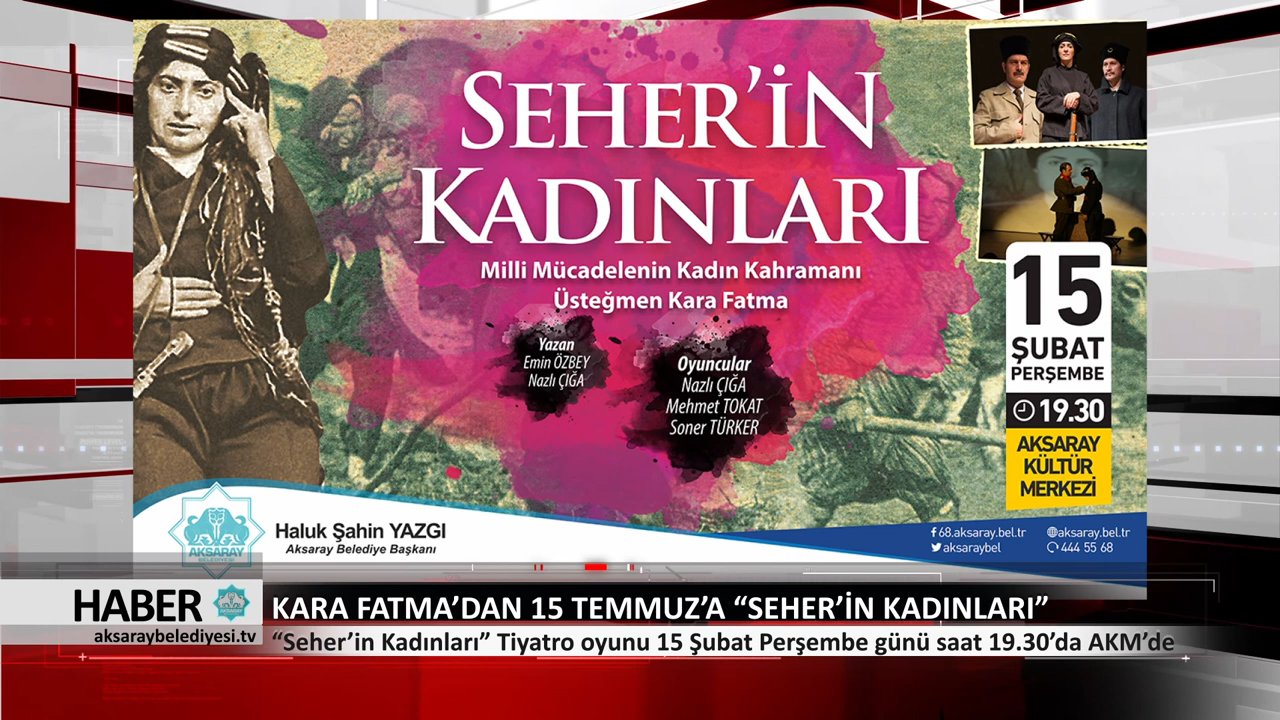 SEHER'İN
KADINLARI
Milli Mücadelenin Kadın Kahramanı
Üsteğmen Kara Fatma
Yazan
Emin ÖZBEY
Nazlı ÇIĞA
Oyuncular
Nazlı ÇIĞA
Mehmet TOKAT
Soner TÜRKER
15
ŞUBAT
PERŞEMBE
19.30
AKSARAY
KÜLTÜR
MERKEZİ
AKSARAY
BELEDİYESİ
Haluk Şahin YAZGI
Aksaray Belediye Başkanı
68.aksaray.bel.tr
aksaray.bel.tr
aksaraybel
444 55 68
HABER
aksaraybelediyesi.tv
KARA FATMA'DAN 15 TEMMUZ'A “SEHER'İN KADINLARI”
“Seher'in Kadınları” Tiyatro oyunu 15 Şubat Perşembe günü saat 19.30'da AKM'de